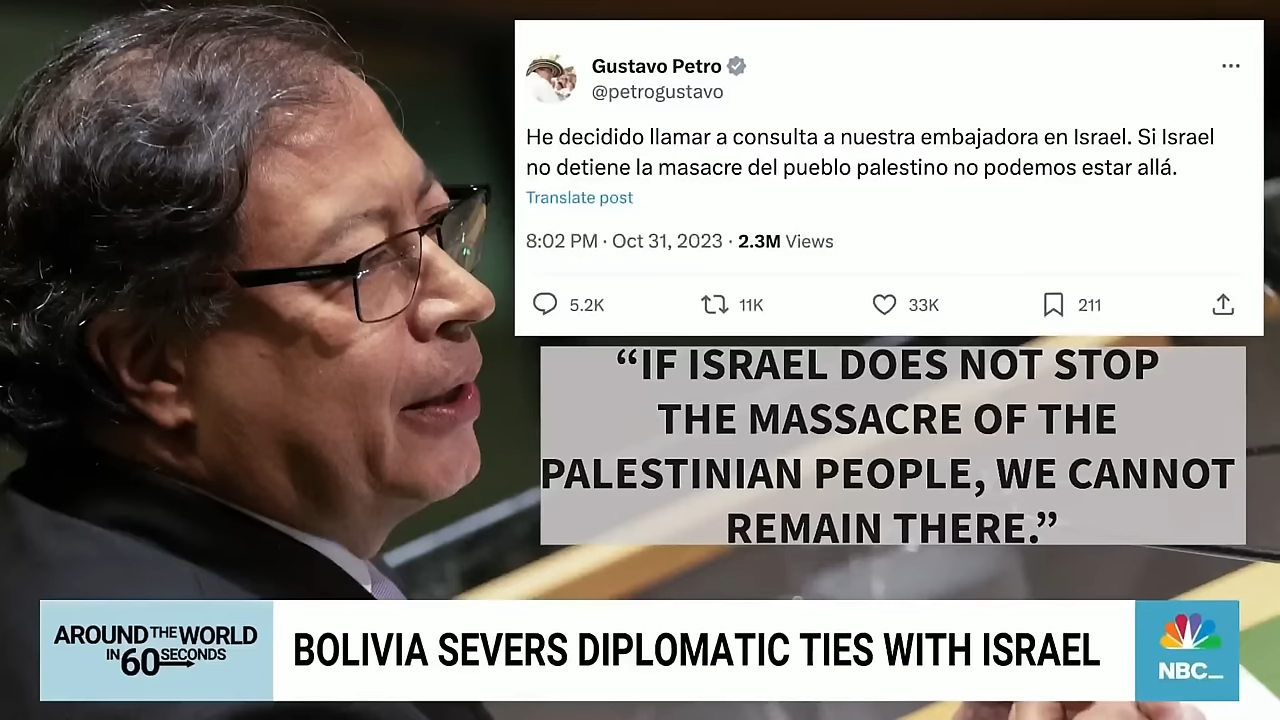 Gustavo Petro
@petrogustavo
He decidido llamar a consulta a nuestra embajadora en Israel. Si Israel
no detiene la masacre del pueblo palestino no podemos estar allá.
Translate post
8:02 PM · Oct 31, 2023 · 2.3M Views
5.2K 11K 33K 211
“IF ISRAEL DOES NOT STOP
THE MASSACRE OF THE
PALESTINIAN PEOPLE, WE CANNOT
REMAIN THERE.”
AROUND THE WORLD
IN 60 SECONDS
BOLIVIA SEVERS DIPLOMATIC TIES WITH ISRAEL
NBC_